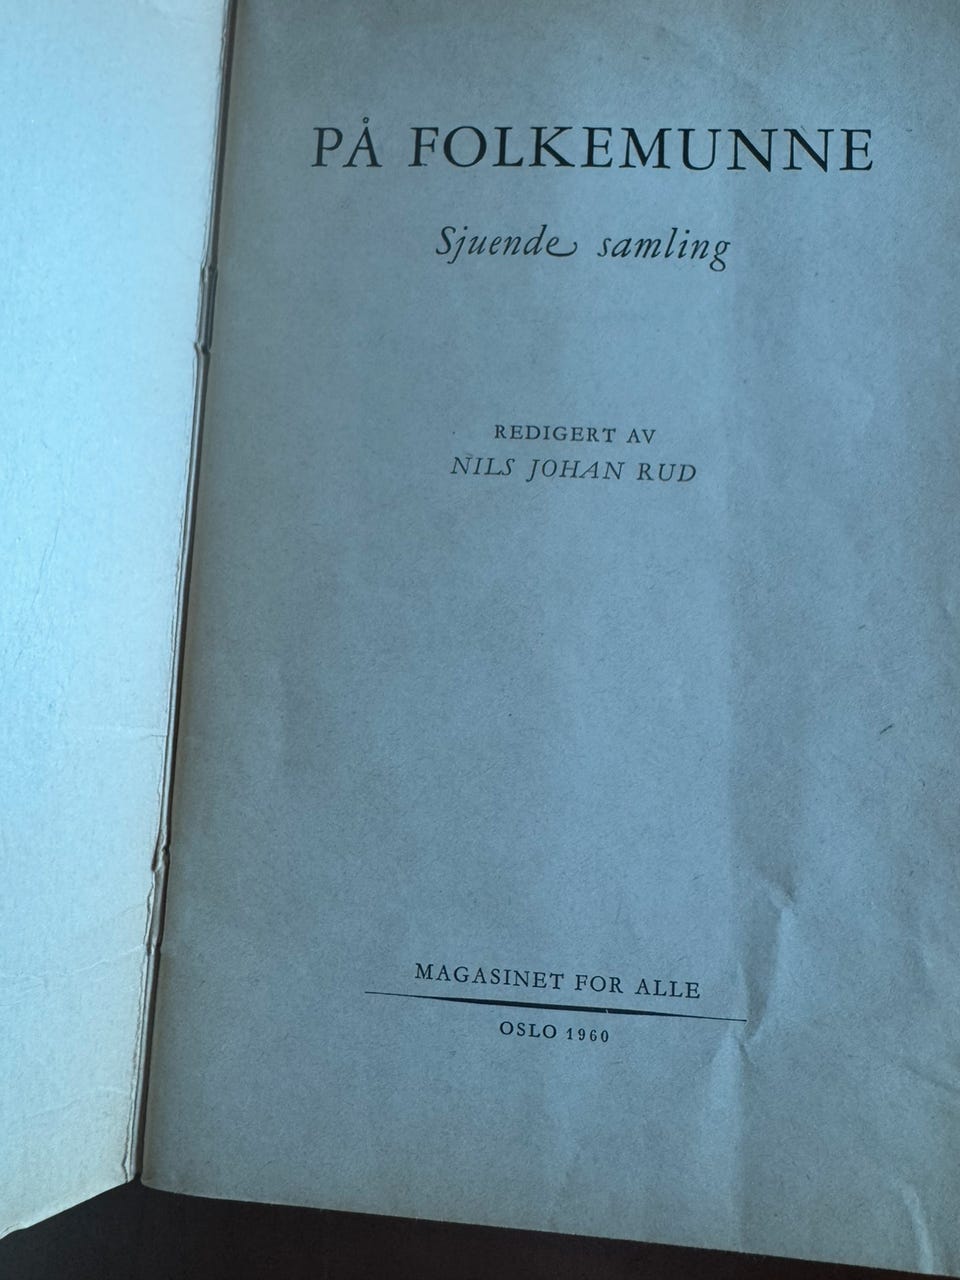 PÅ FOLKEMUNNE
Sjuende samling
REDIGERT AV
NILS JOHAN RUD
MAGASINET FOR ALLE
OSLO 1960